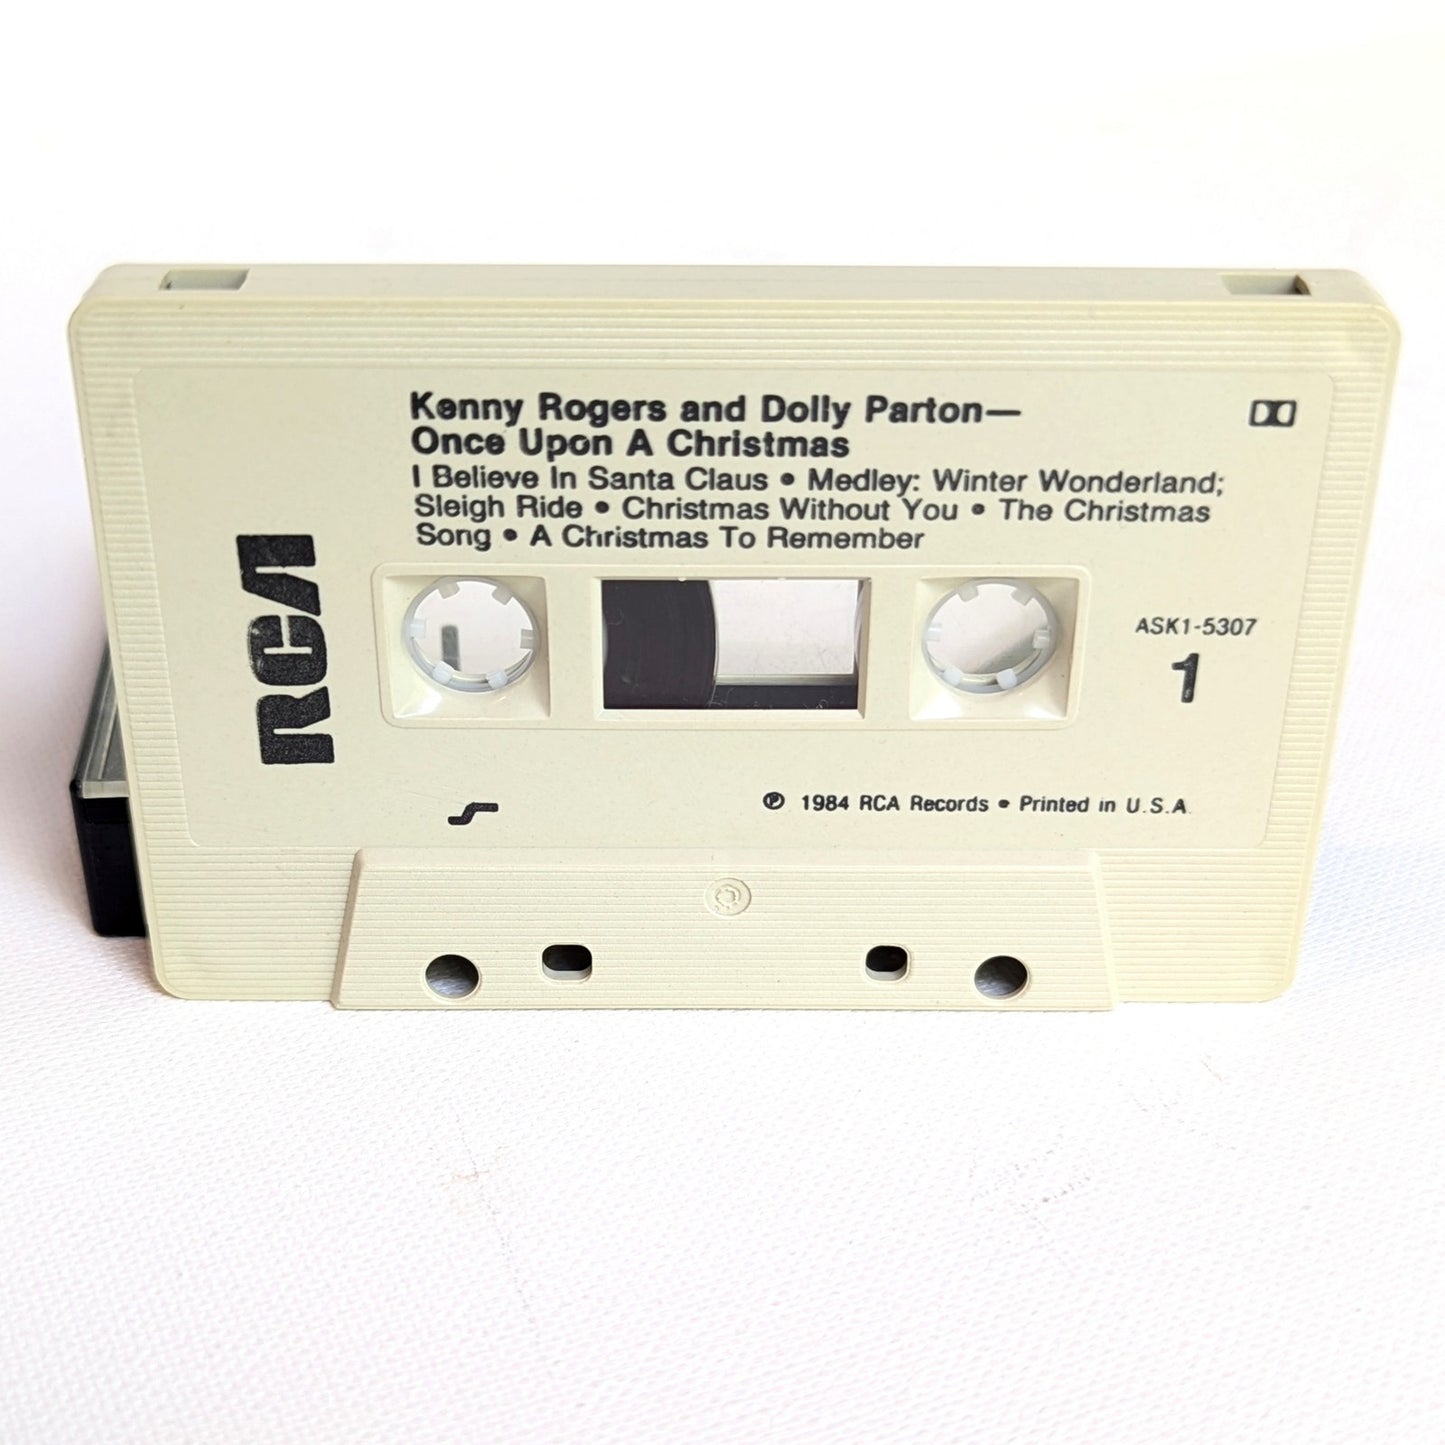 Kenny Rogers and Dolly Parton—
Once Upon A Christmas
I Believe In Santa Claus • Medley: Winter Wonderland;
Sleigh Ride • Christmas Without You • The Christmas
Song • A Christmas To Remember
RCA
ASK1-5307
1
℗ 1984 RCA Records • Printed in U.S.A.